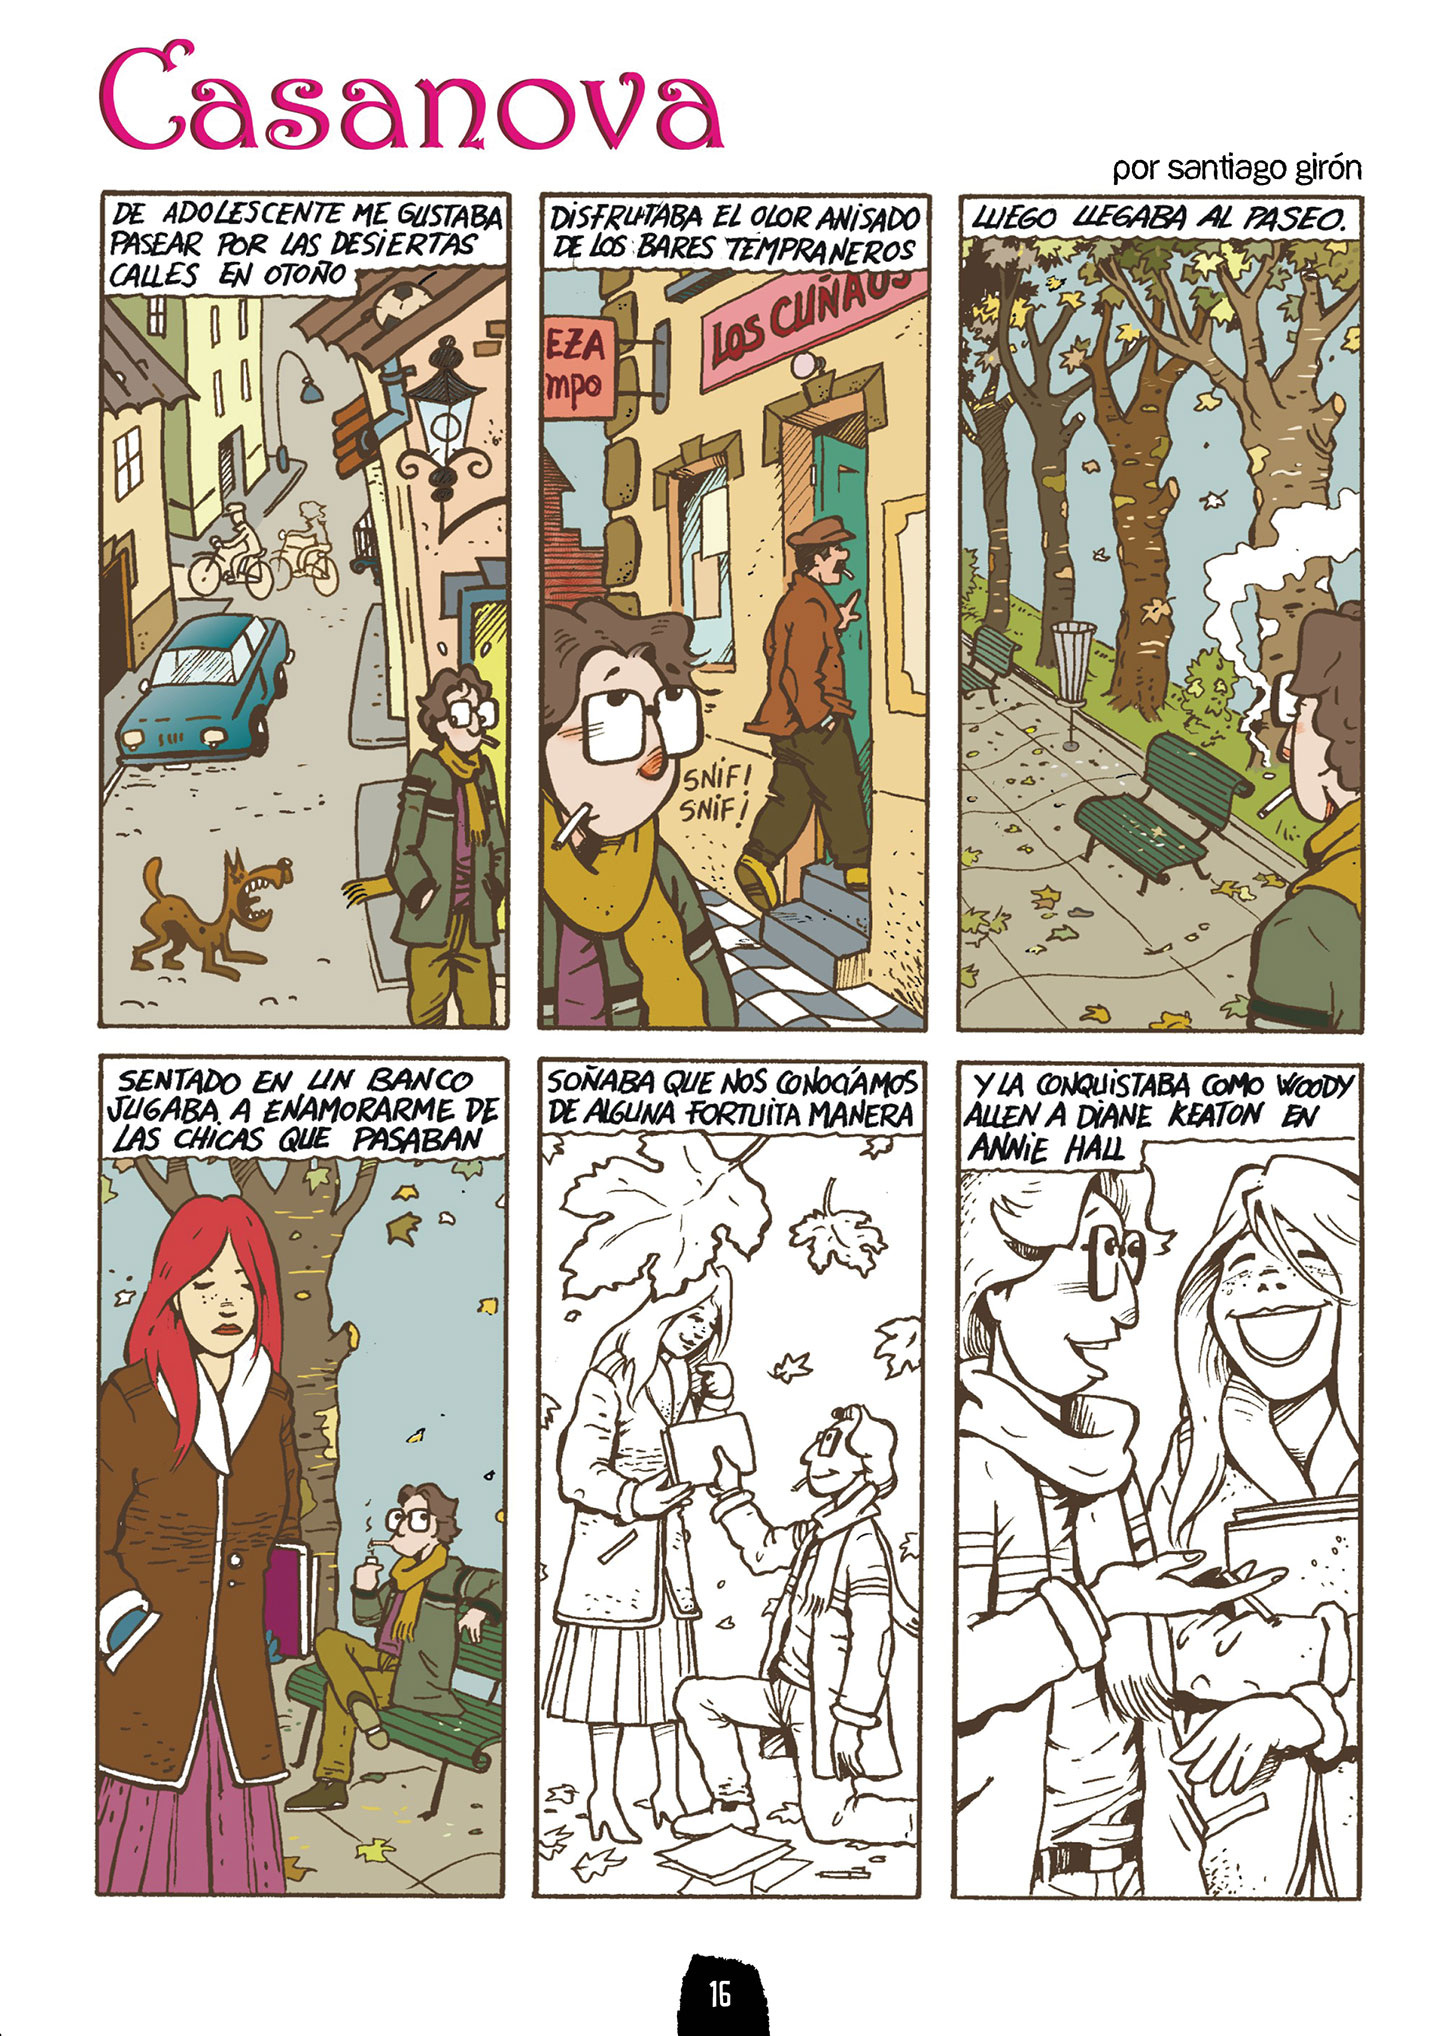 Casanova
por santiago girón
DE ADOLESCENTE ME GUSTABA
PASEAR POR LAS DESIERTAS
CALLES EN OTOÑO
DISFRUTABA EL OLOR ANISADO
DE LOS BARES TEMPRANEROS
EZA
mpo
Los CUÑAOS
SNIF!
SNIF!
LUEGO LLEGABA AL PASEO.
SENTADO EN UN BANCO
JUGABA A ENAMORARME DE
LAS CHICAS QUE PASABAN
SOÑABA QUE NOS CONOCÍAMOS
DE ALGUNA FORTUITA MANERA
Y LA CONQUISTABA COMO WOODY
ALLEN A DIANE KEATON EN
ANNIE HALL
16